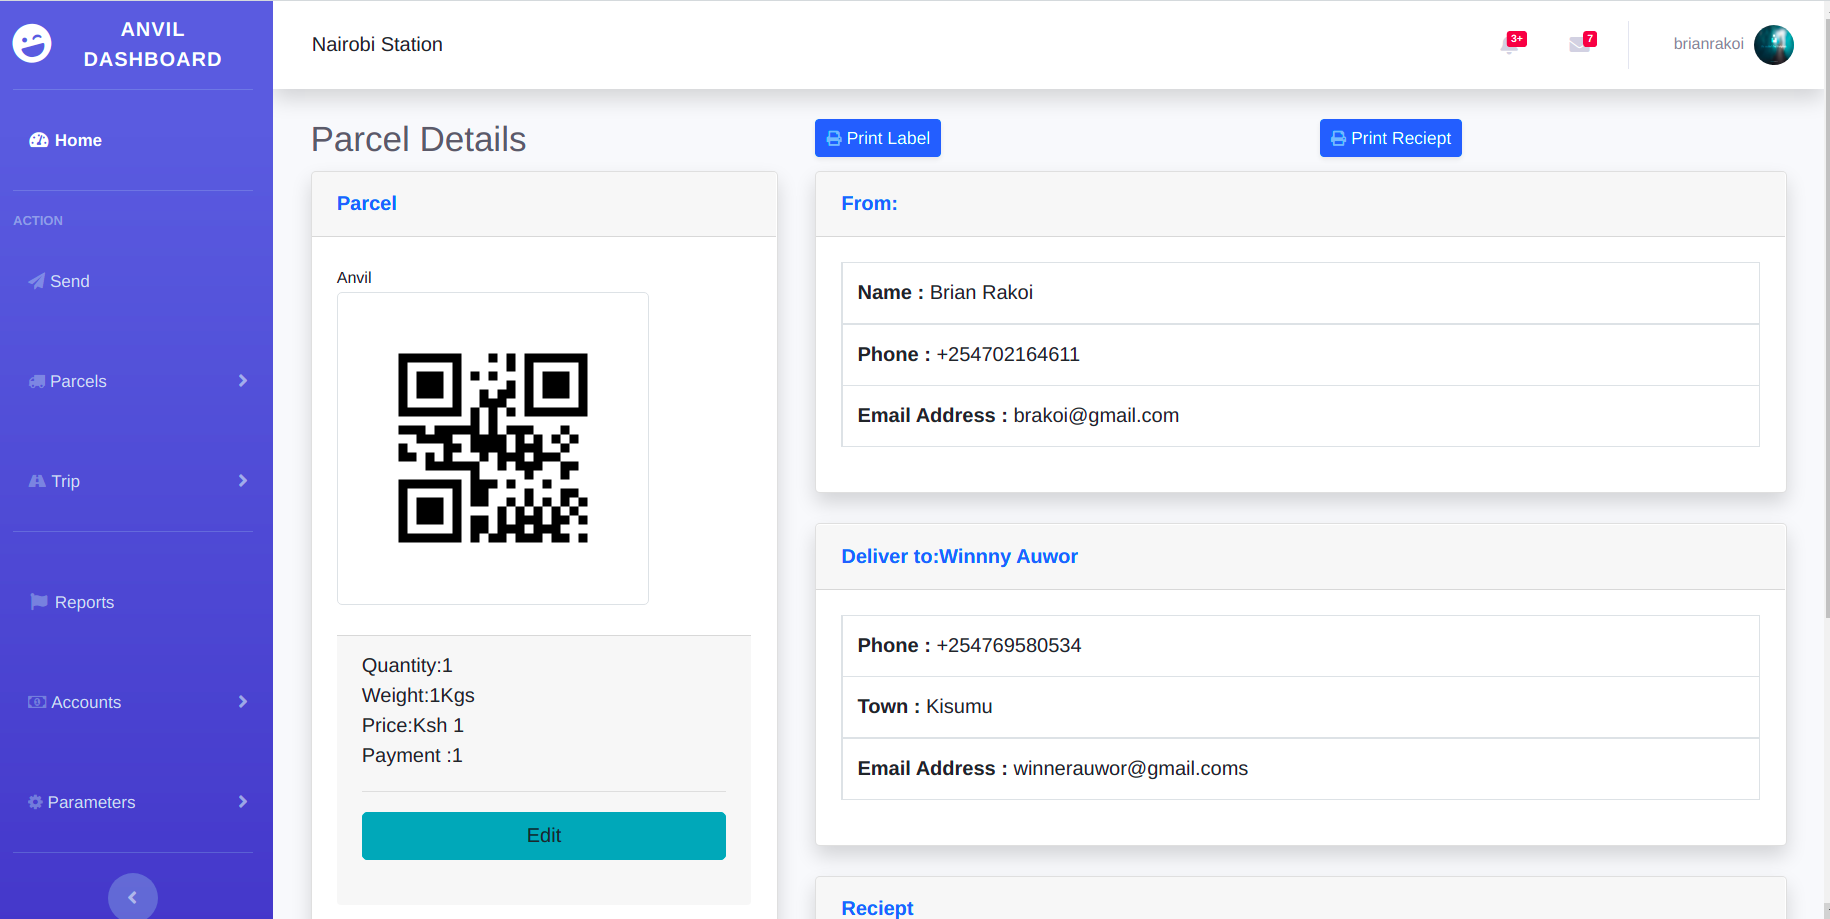 ANVIL
DASHBOARD
Home
ACTION
Send
Parcels
Trip
Reports
Accounts
Parameters
Nairobi Station
3+
7
brianrakoi
Parcel Details
Print Label
Print Reciept
Parcel
Anvil
Quantity:1
Weight:1Kgs
Price:Ksh 1
Payment :1
Edit
From:
Name : Brian Rakoi
Phone : +254702164611
Email Address : brakoi@gmail.com
Deliver to:Winnny Auwor
Phone : +254769580534
Town : Kisumu
Email Address : winnerauwor@gmail.coms
Reciept